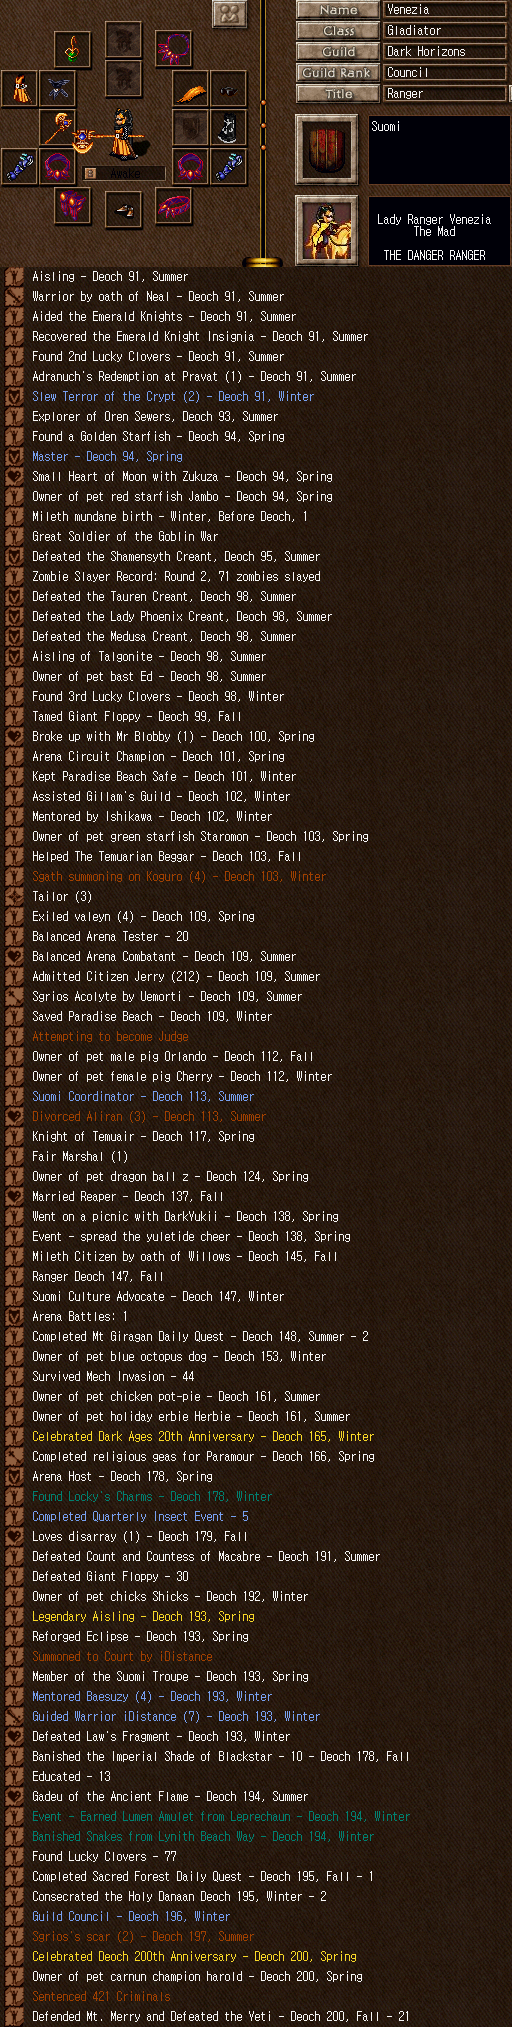 Name Venezia
Class Gladiator
Guild Dark Horizons
Guild Rank Council
Title Ranger
Suomi
Awake
Lady Ranger Venezia
The Mad
THE DANGER RANGER
Aisling - Deoch 91, Summer
Warrior by oath of Neal - Deoch 91, Summer
Aided the Emerald Knights - Deoch 91, Summer
Recovered the Emerald Knight Insignia - Deoch 91, Summer
Found 2nd Lucky Clovers - Deoch 91, Summer
Adranuch's Redemption at Pravat (1) - Deoch 91, Summer
Slew Terror of the Crypt (2) - Deoch 91, Winter
Explorer of Oren Sewers, Deoch 93, Summer
Found a Golden Starfish - Deoch 94, Spring
Master - Deoch 94, Spring
Small Heart of Moon with Zukuza - Deoch 94, Spring
Owner of pet red starfish Jambo - Deoch 94, Spring
Mileth mundane birth - Winter, Before Deoch, 1
Great Soldier of the Goblin War
Defeated the Shamensyth Creant, Deoch 95, Summer
Zombie Slayer Record: Round 2, 71 zombies slayed
Defeated the Tauren Creant, Deoch 98, Summer
Defeated the Lady Phoenix Creant, Deoch 98, Summer
Defeated the Medusa Creant, Deoch 98, Summer
Aisling of Talgonite - Deoch 98, Summer
Owner of pet bast Ed - Deoch 98, Summer
Found 3rd Lucky Clovers - Deoch 98, Winter
Tamed Giant Floppy - Deoch 99, Fall
Broke up with Mr Blobby (1) - Deoch 100, Spring
Arena Circuit Champion - Deoch 101, Spring
Kept Paradise Beach Safe - Deoch 101, Winter
Assisted Gillam's Guild - Deoch 102, Winter
Mentored by Ishikawa - Deoch 102, Winter
Owner of pet green starfish Staromon - Deoch 103, Spring
Helped The Temuarian Beggar - Deoch 103, Fall
Sgath summoning on Koguro (4) - Deoch 103, Winter
Tailor (3)
Exiled valeyn (4) - Deoch 109, Spring
Balanced Arena Tester - 20
Balanced Arena Combatant - Deoch 109, Summer
Admitted Citizen Jerry (212) - Deoch 109, Summer
Sgrios Acolyte by Uemorti - Deoch 109, Summer
Saved Paradise Beach - Deoch 109, Winter
Attempting to become Judge
Owner of pet male pig Orlando - Deoch 112, Fall
Owner of pet female pig Cherry - Deoch 112, Winter
Suomi Coordinator - Deoch 113, Summer
Divorced Aliran (3) - Deoch 113, Summer
Knight of Temuair - Deoch 117, Spring
Fair Marshal (1)
Owner of pet dragon ball z - Deoch 124, Spring
Married Reaper - Deoch 137, Fall
Went on a picnic with DarkYukii - Deoch 138, Spring
Event - spread the yuletide cheer - Deoch 138, Spring
Mileth Citizen by oath of Willows - Deoch 145, Fall
Ranger Deoch 147, Fall
Suomi Culture Advocate - Deoch 147, Winter
Arena Battles: 1
Completed Mt Giragan Daily Quest - Deoch 148, Summer - 2
Owner of pet blue octopus dog - Deoch 153, Winter
Survived Mech Invasion - 44
Owner of pet chicken pot-pie - Deoch 161, Summer
Owner of pet holiday erbie Herbie - Deoch 161, Summer
Celebrated Dark Ages 20th Anniversary - Deoch 165, Winter
Completed religious geas for Paramour - Deoch 166, Spring
Arena Host - Deoch 178, Spring
Found Locky's Charms - Deoch 178, Winter
Completed Quarterly Insect Event - 5
Loves disarray (1) - Deoch 179, Fall
Defeated Count and Countess of Macabre - Deoch 191, Summer
Defeated Giant Floppy - 30
Owner of pet chicks Shicks - Deoch 192, Winter
Legendary Aisling - Deoch 193, Spring
Reforged Eclipse - Deoch 193, Spring
Summoned to Court by iDistance
Member of the Suomi Troupe - Deoch 193, Spring
Mentored Baesuzy (4) - Deoch 193, Winter
Guided Warrior iDistance (7) - Deoch 193, Winter
Defeated Law's Fragment - Deoch 193, Winter
Banished the Imperial Shade of Blackstar - 10 - Deoch 178, Fall
Educated - 13
Gadeu of the Ancient Flame - Deoch 194, Summer
Event - Earned Lumen Amulet from Leprechaun - Deoch 194, Winter
Banished Snakes from Lynith Beach Way - Deoch 194, Winter
Found Lucky Clovers - 77
Completed Sacred Forest Daily Quest - Deoch 195, Fall - 1
Consecrated the Holy Danaan Deoch 195, Winter - 2
Guild Council - Deoch 196, Winter
Sgrios's scar (2) - Deoch 197, Summer
Celebrated Deoch 200th Anniversary - Deoch 200, Spring
Owner of pet carnun champion harold - Deoch 200, Spring
Sentenced 421 Criminals
Defended Mt. Merry and Defeated the Yeti - Deoch 200, Fall - 21